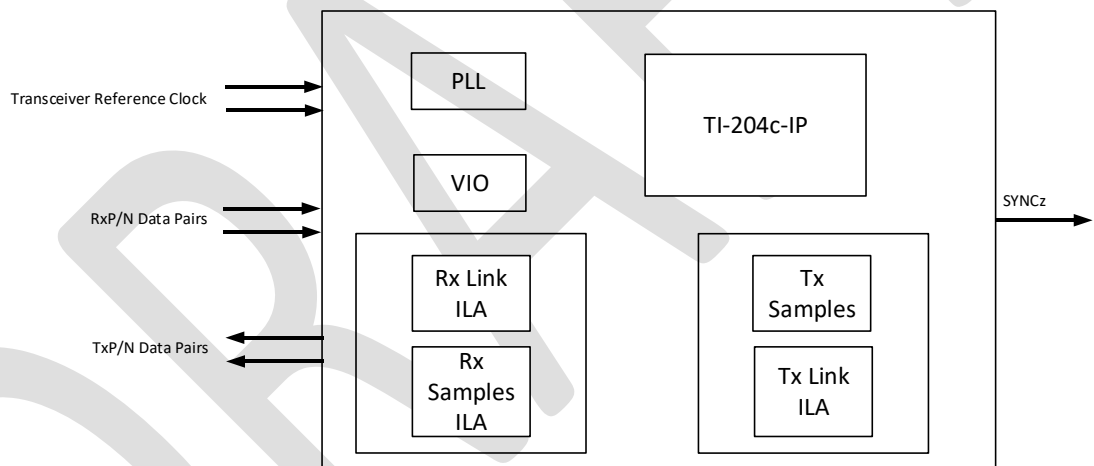 PLL
TI-204c-IP
Transceiver Reference Clock
VIO
RxP/N Data Pairs
SYNCz
Rx Link
ILA
Tx
Samples
TxP/N Data Pairs
Rx
Samples
ILA
Tx Link
ILA